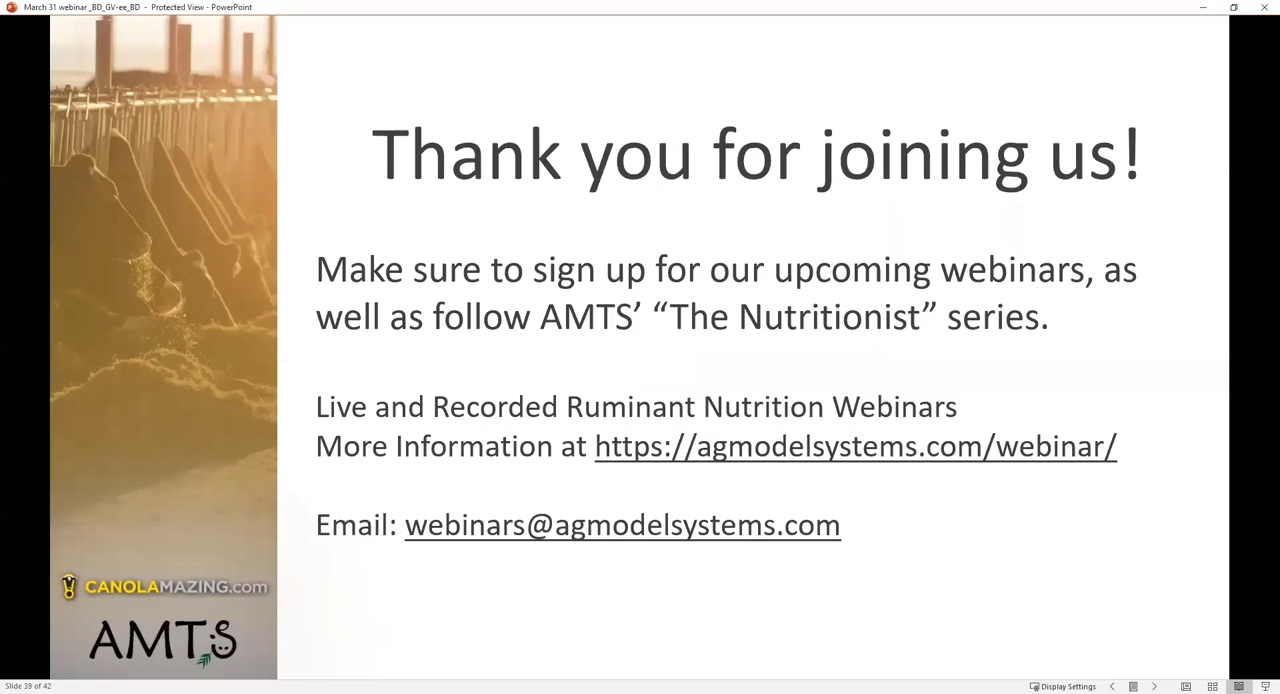 March 31 webinar _BD_GV-ee_BD - Protected View - PowerPoint
Thank you for joining us!
Make sure to sign up for our upcoming webinars, as
well as follow AMTS’ “The Nutritionist” series.
Live and Recorded Ruminant Nutrition Webinars
More Information at https://agmodelsystems.com/webinar/
Email: webinars@agmodelsystems.com
CANOLAMAZING.com
AMTS
Slide 39 of 42
Display Settings